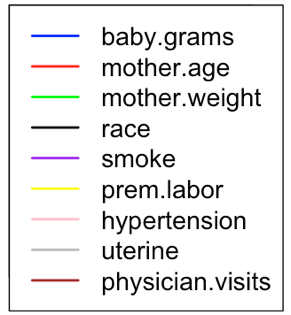 baby.grams
mother.age
mother.weight
race
smoke
prem.labor
hypertension
uterine
physician.visits